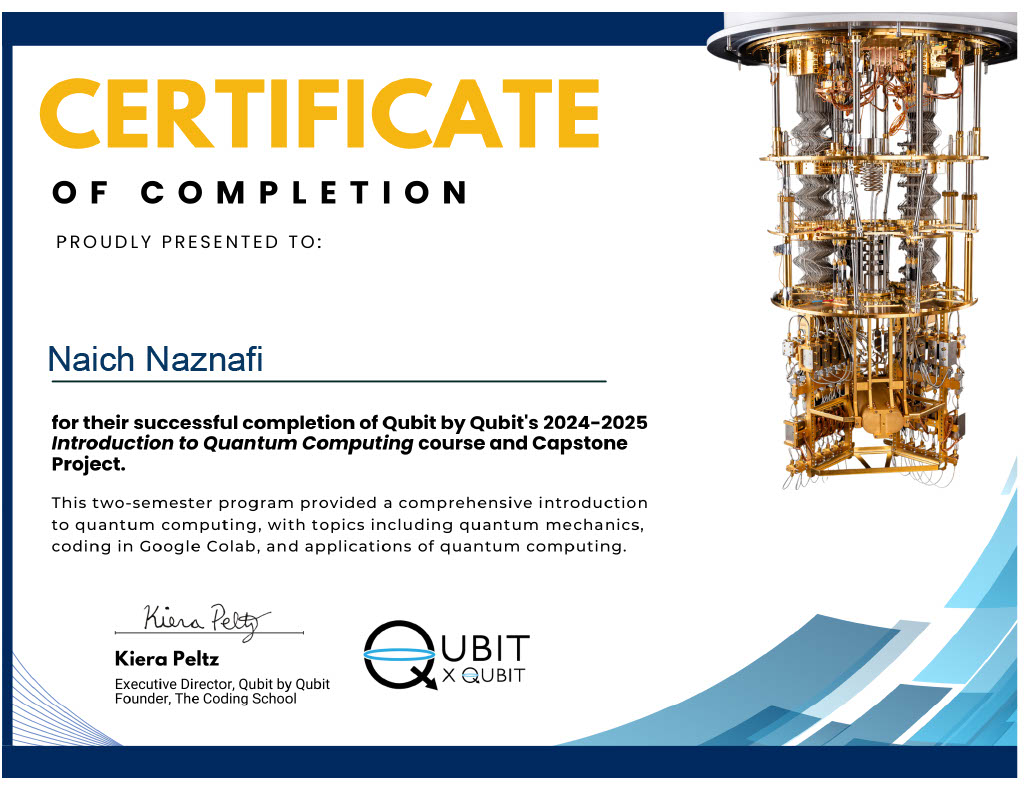 CERTIFICATE
OF COMPLETION
PROUDLY PRESENTED TO:
Naich Naznafi
for their successful completion of Qubit by Qubit's 2024-2025
Introduction to Quantum Computing course and Capstone
Project.
This two-semester program provided a comprehensive introduction
to quantum computing, with topics including quantum mechanics,
coding in Google Colab, and applications of quantum computing.
Kiera Peltz
Kiera Peltz
Executive Director, Qubit by Qubit
Founder, The Coding School
QUBIT
X QUBIT